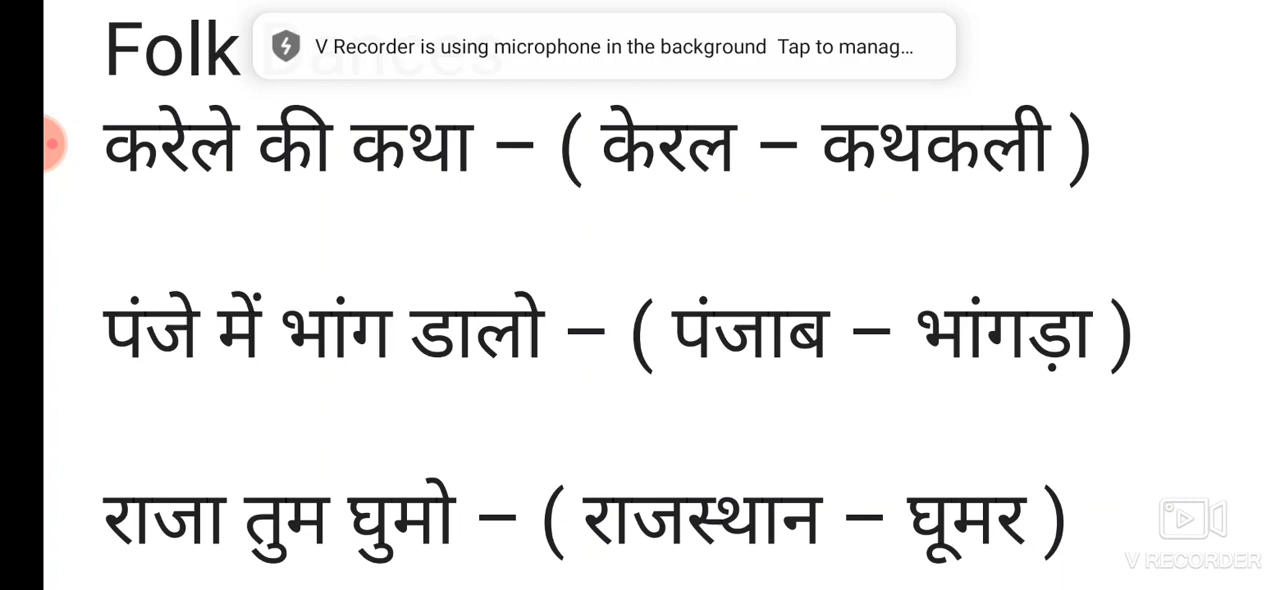 Folk Dances
V Recorder is using microphone in the background Tap to manag...
करेले की कथा – ( केरल – कथकली )
पंजे में भांग डालो – ( पंजाब – भांगड़ा )
राजा तुम घुमो – ( राजस्थान – घूमर )
V RECORDER